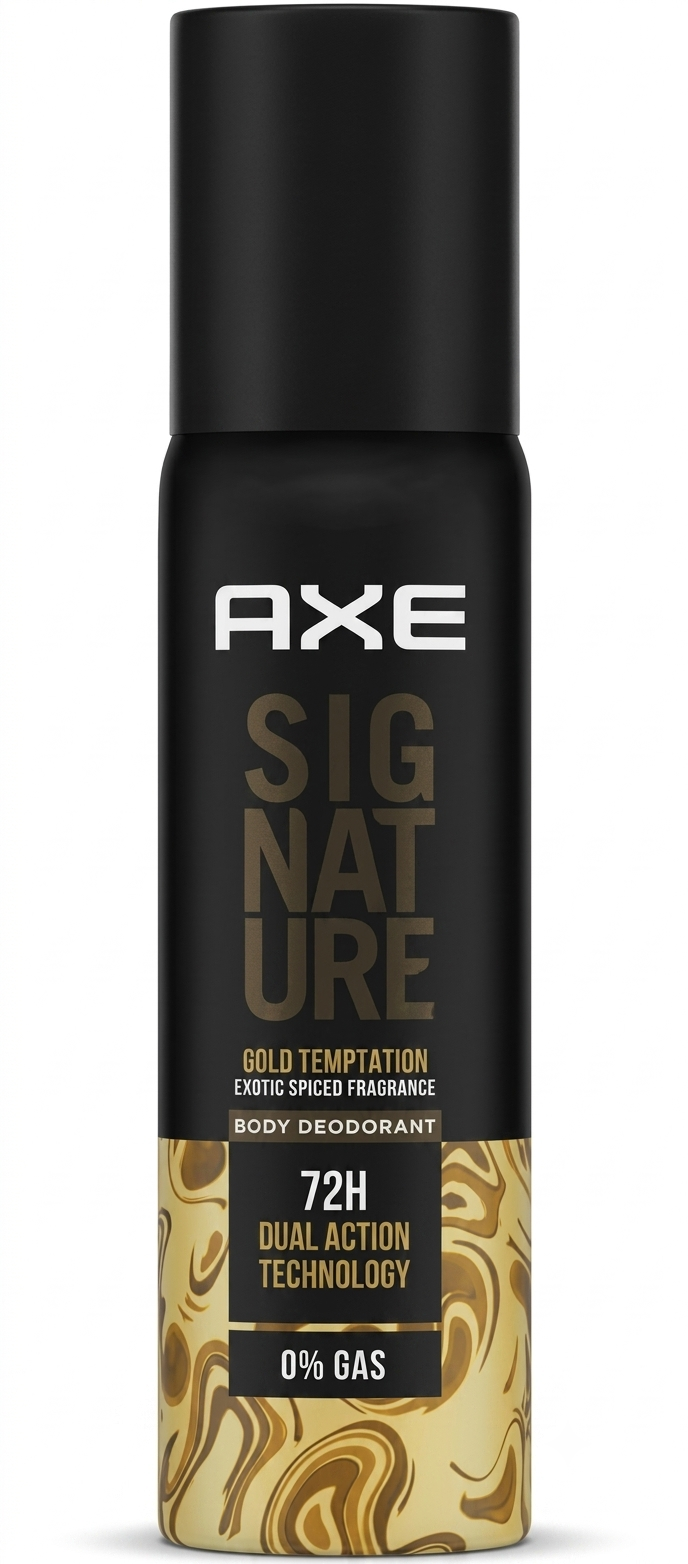 AXE
SIG
NAT
URE
GOLD TEMPTATION
EXOTIC SPICED FRAGRANCE
BODY DEODORANT
72H
DUAL ACTION
TECHNOLOGY
0% GAS